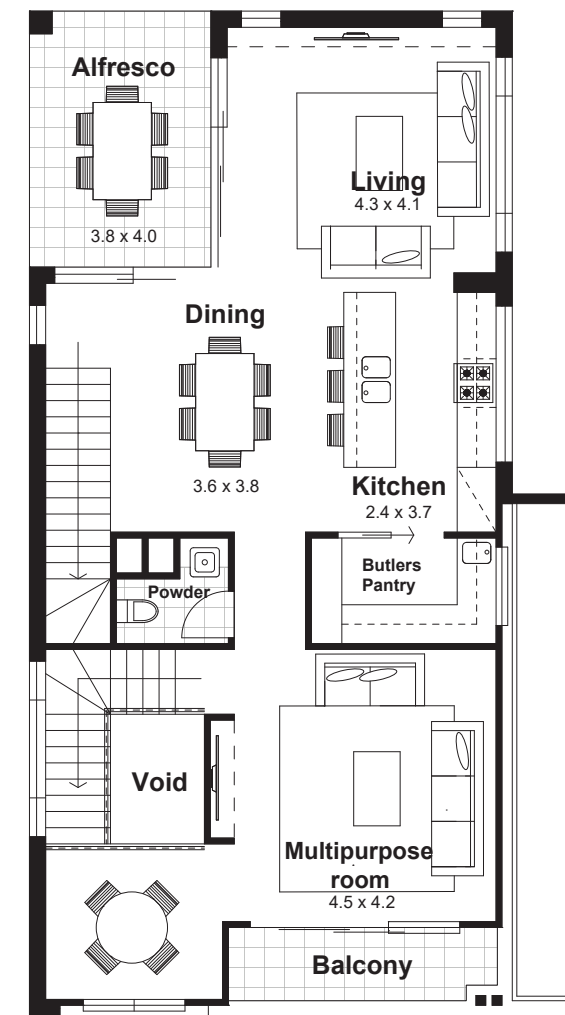 Alfresco
3.8 x 4.0
Living
4.3 x 4.1
Dining
3.6 x 3.8
Kitchen
2.4 x 3.7
Butlers
Pantry
Powder
Void
Multipurpose
room
4.5 x 4.2
Balcony